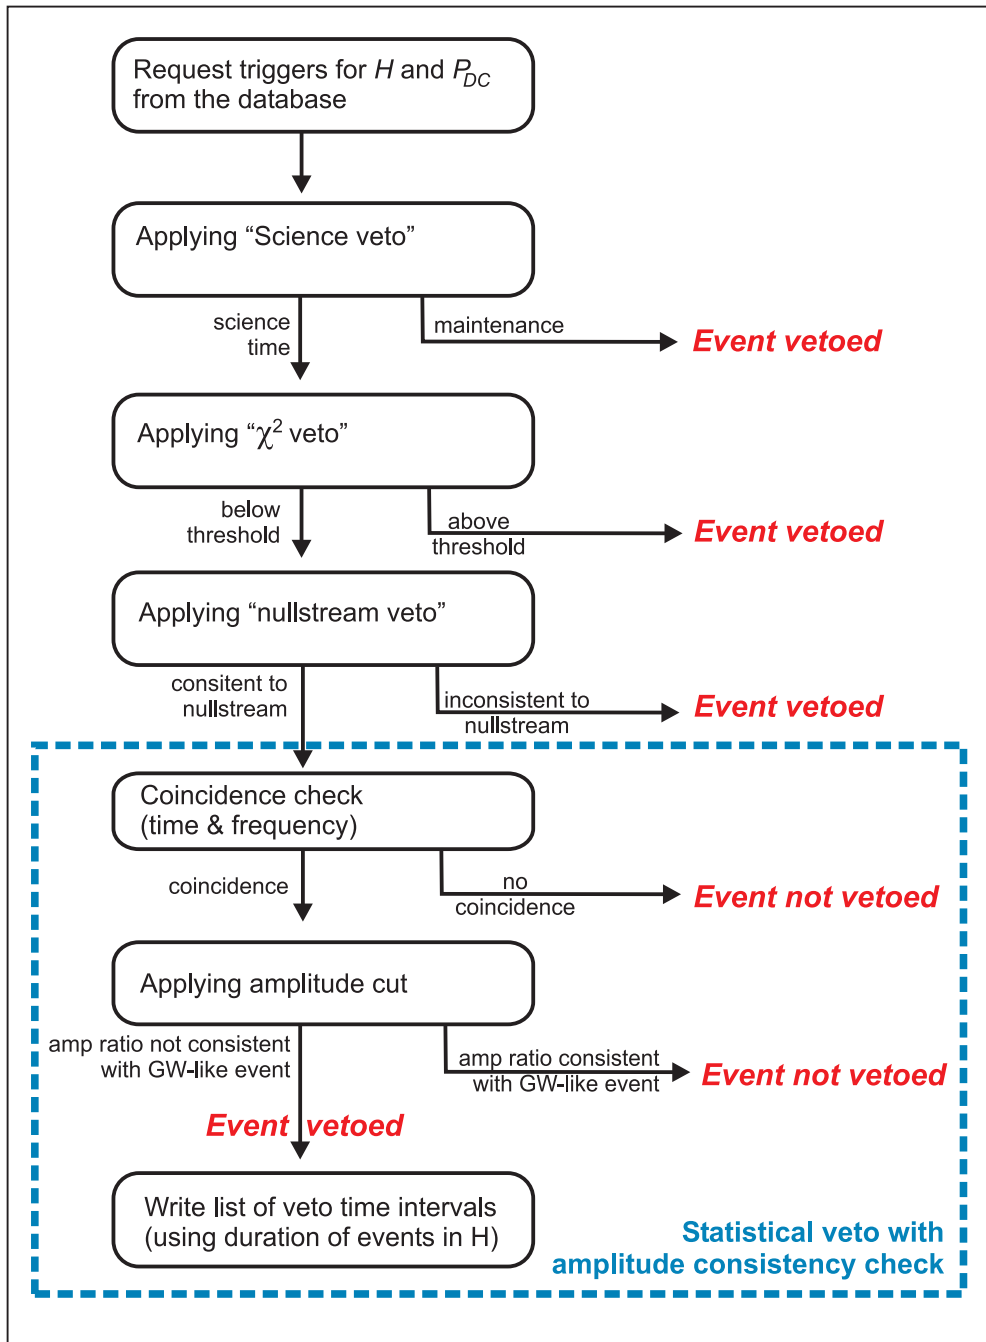 Request triggers for H and P_DC
from the database
Applying “Science veto”
science
time
maintenance
Event vetoed
Applying “χ² veto”
below
threshold
above
threshold
Event vetoed
Applying “nullstream veto”
consitent to
nullstream
inconsistent to
nullstream
Event vetoed
Coincidence check
(time & frequency)
coincidence
no
coincidence
Event not vetoed
Applying amplitude cut
amp ratio not consistent
with GW-like event
amp ratio consistent
with GW-like event
Event not vetoed
Event vetoed
Write list of veto time intervals
(using duration of events in H)
Statistical veto with
amplitude consistency check